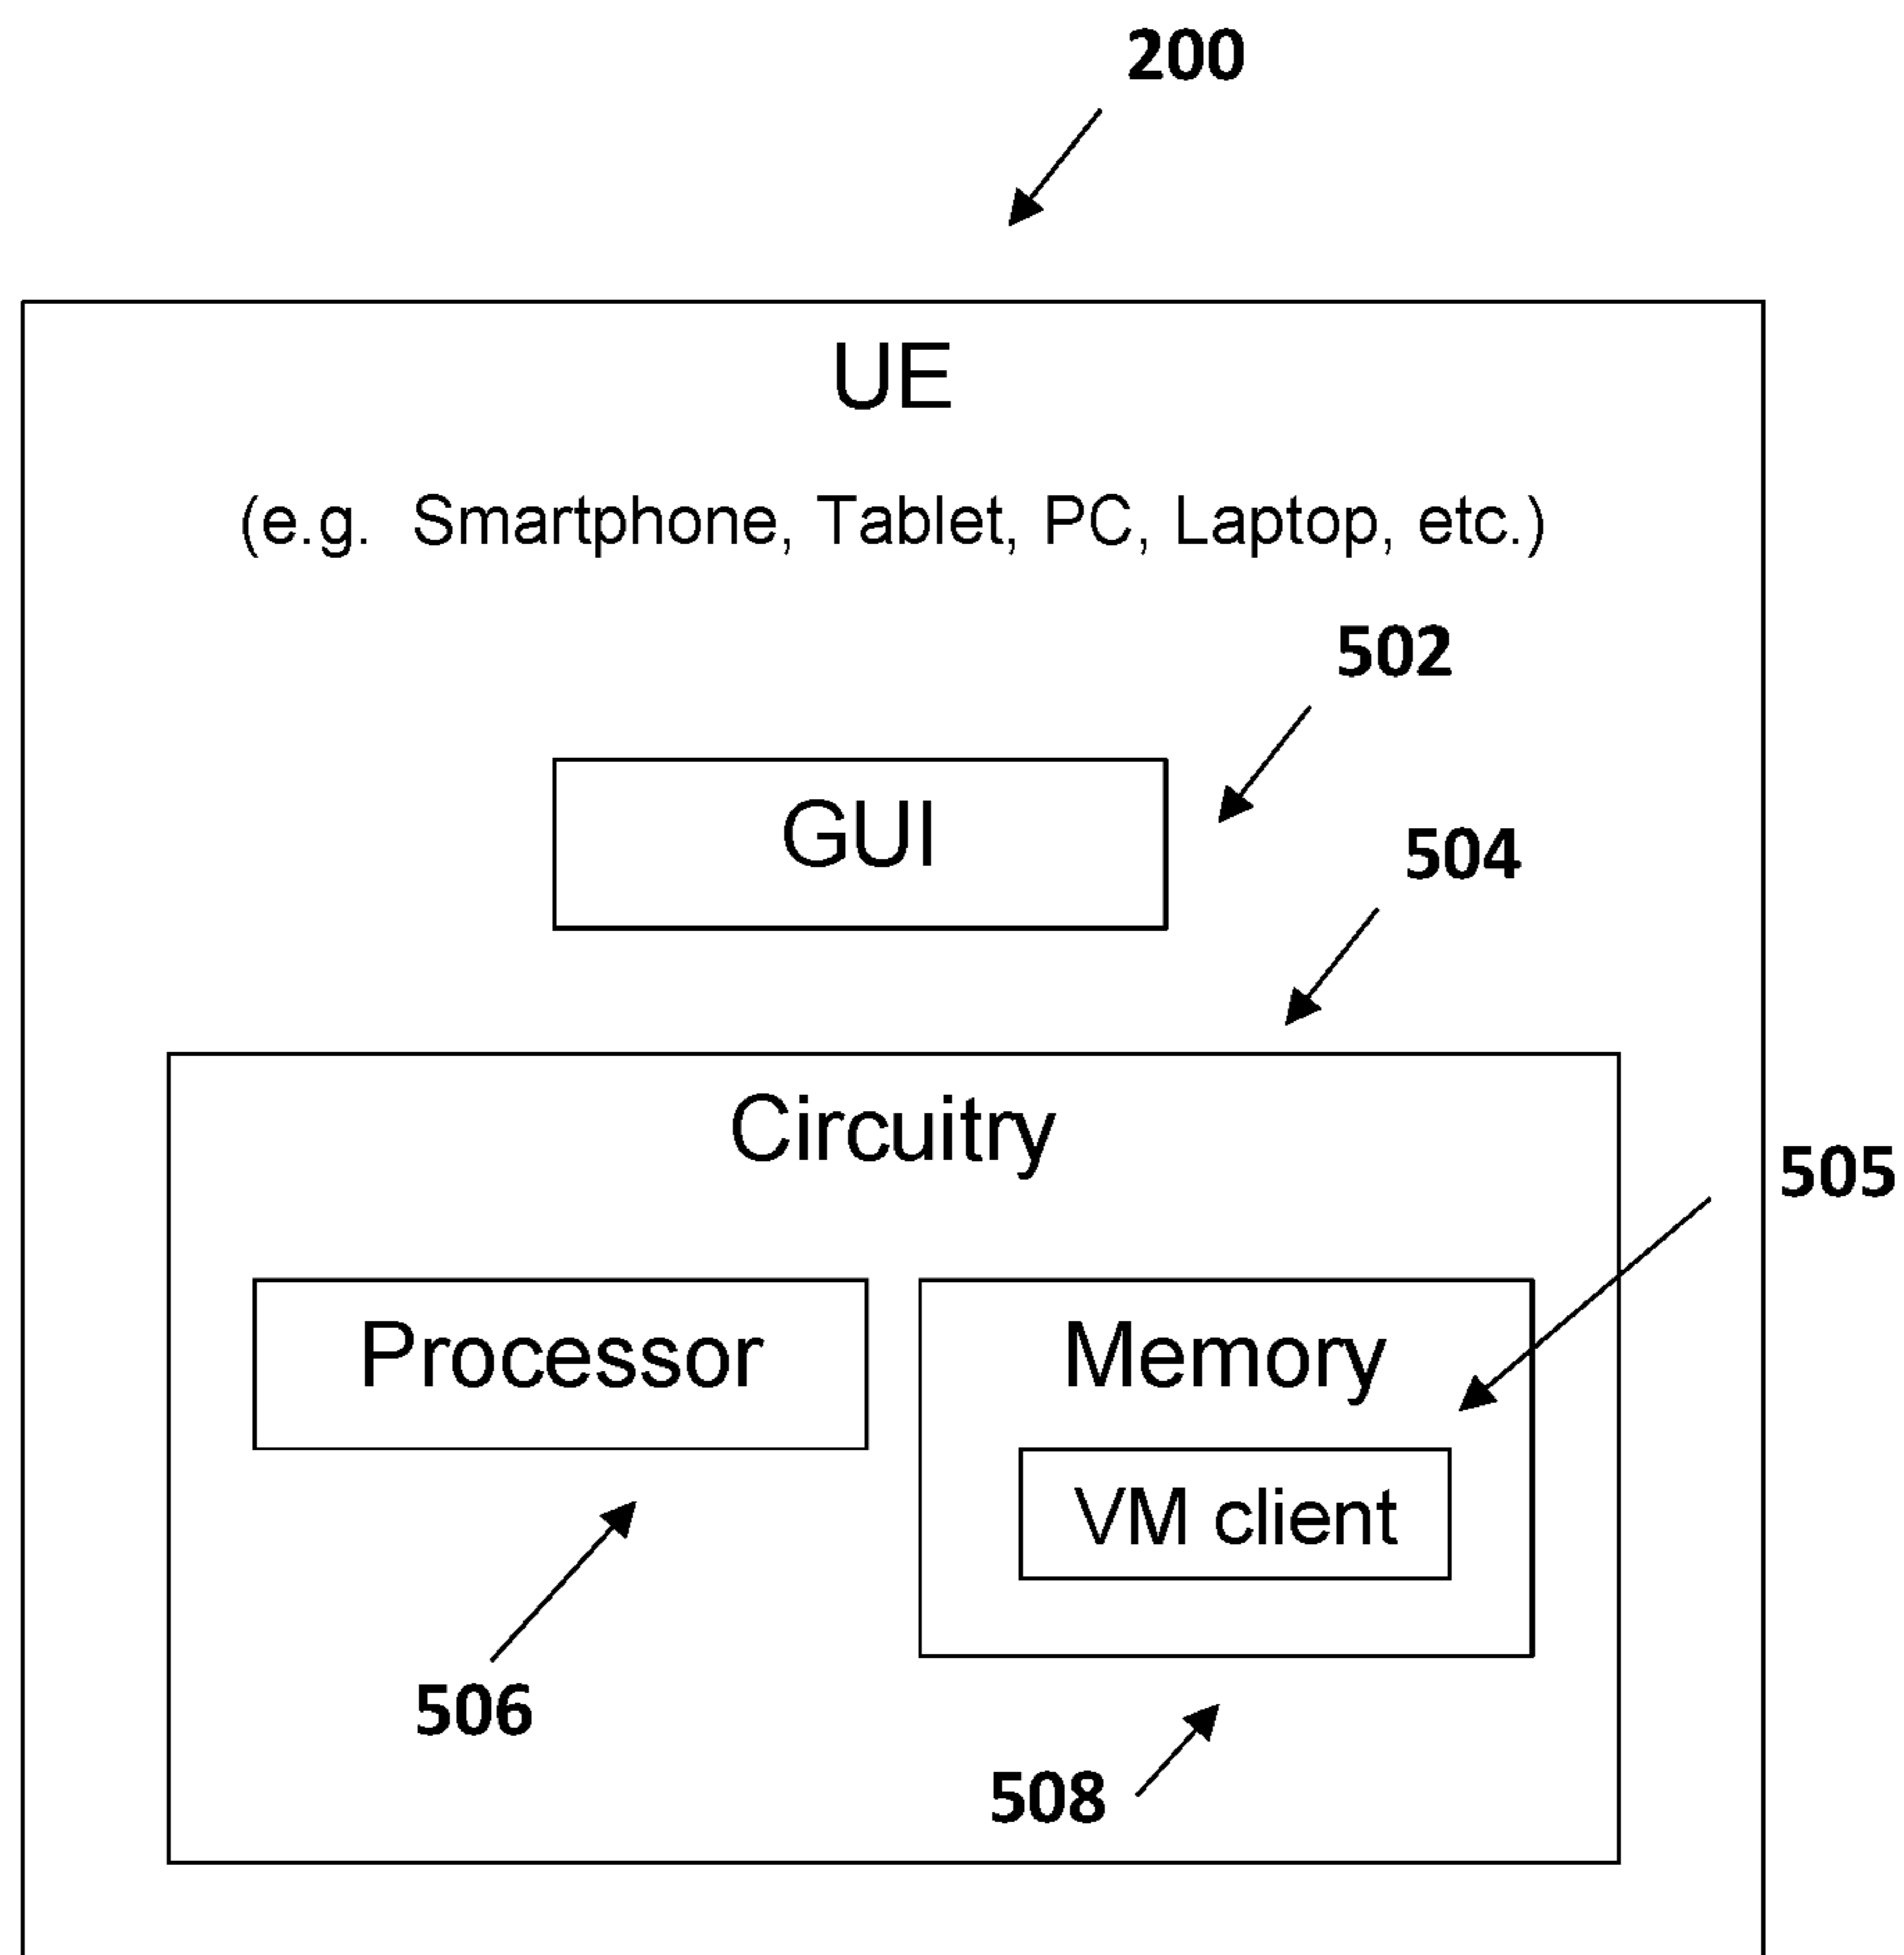 200
UE
(e.g. Smartphone, Tablet, PC, Laptop, etc.)
502
GUI
504
Circuitry
505
Processor
Memory
VM client
506
508